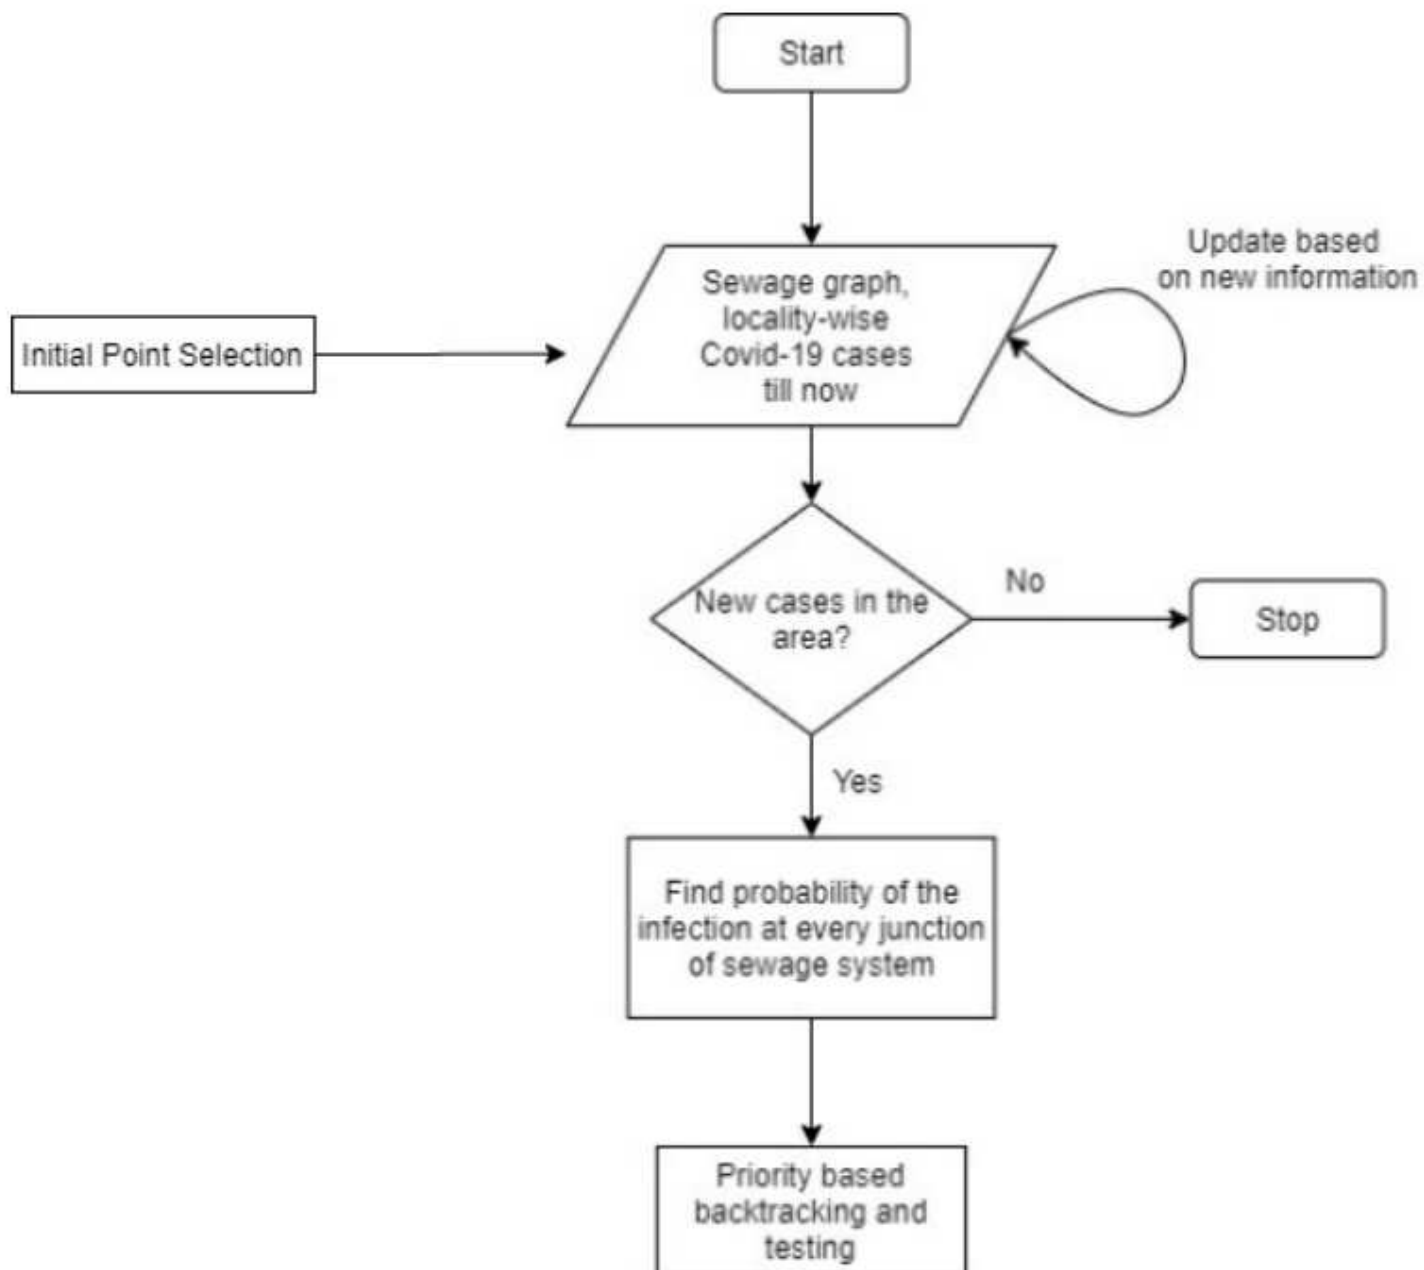 Start
Update based
on new information
Sewage graph,
locality-wise
Covid-19 cases
till now
Initial Point Selection
No
New cases in the
area?
Stop
Yes
Find probability of the
infection at every junction
of sewage system
Priority based
backtracking and
testing